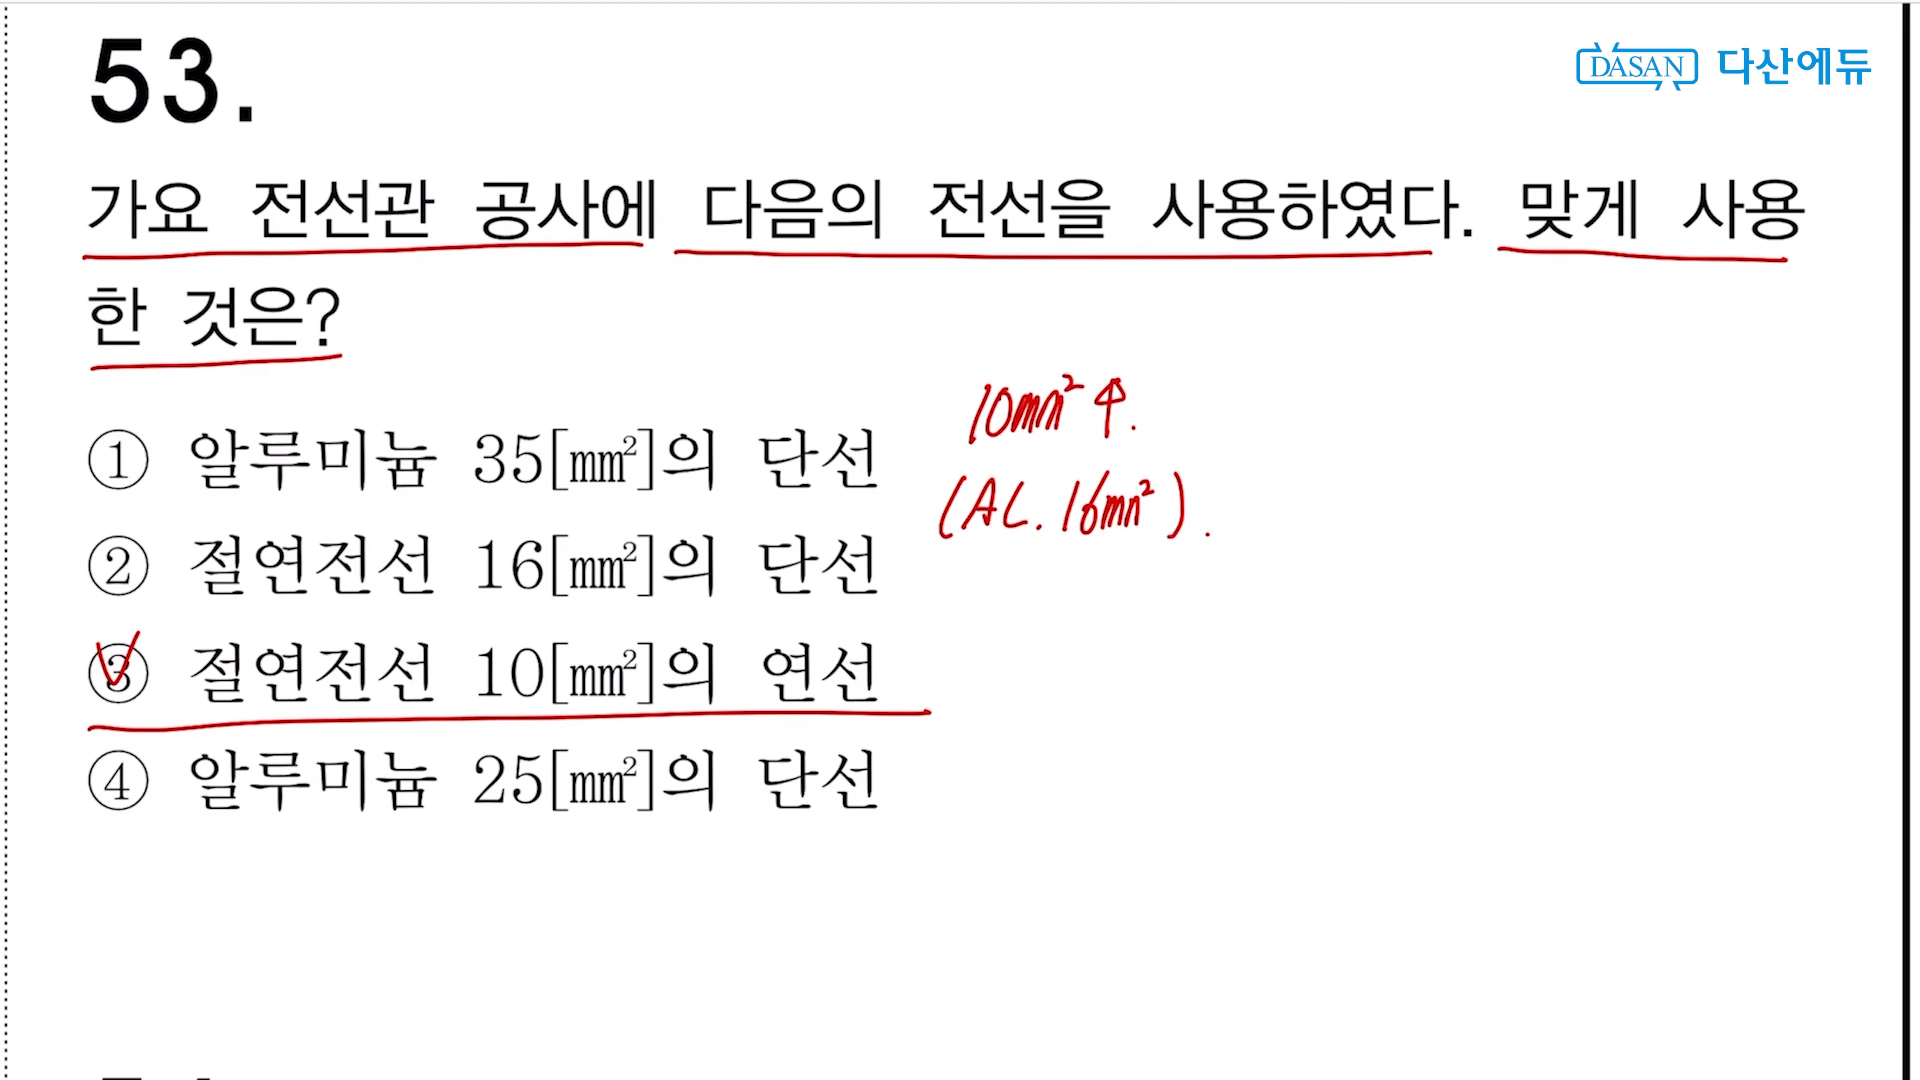 53.
DASAN 다산에듀
가요 전선관 공사에 다음의 전선을 사용하였다. 맞게 사용
한 것은?
10mm² ↑.
① 알루미늄 35[㎟]의 단선
(AL. 16mm²).
② 절연전선 16[㎟]의 단선
③ 절연전선 10[㎟]의 연선
④ 알루미늄 25[㎟]의 단선